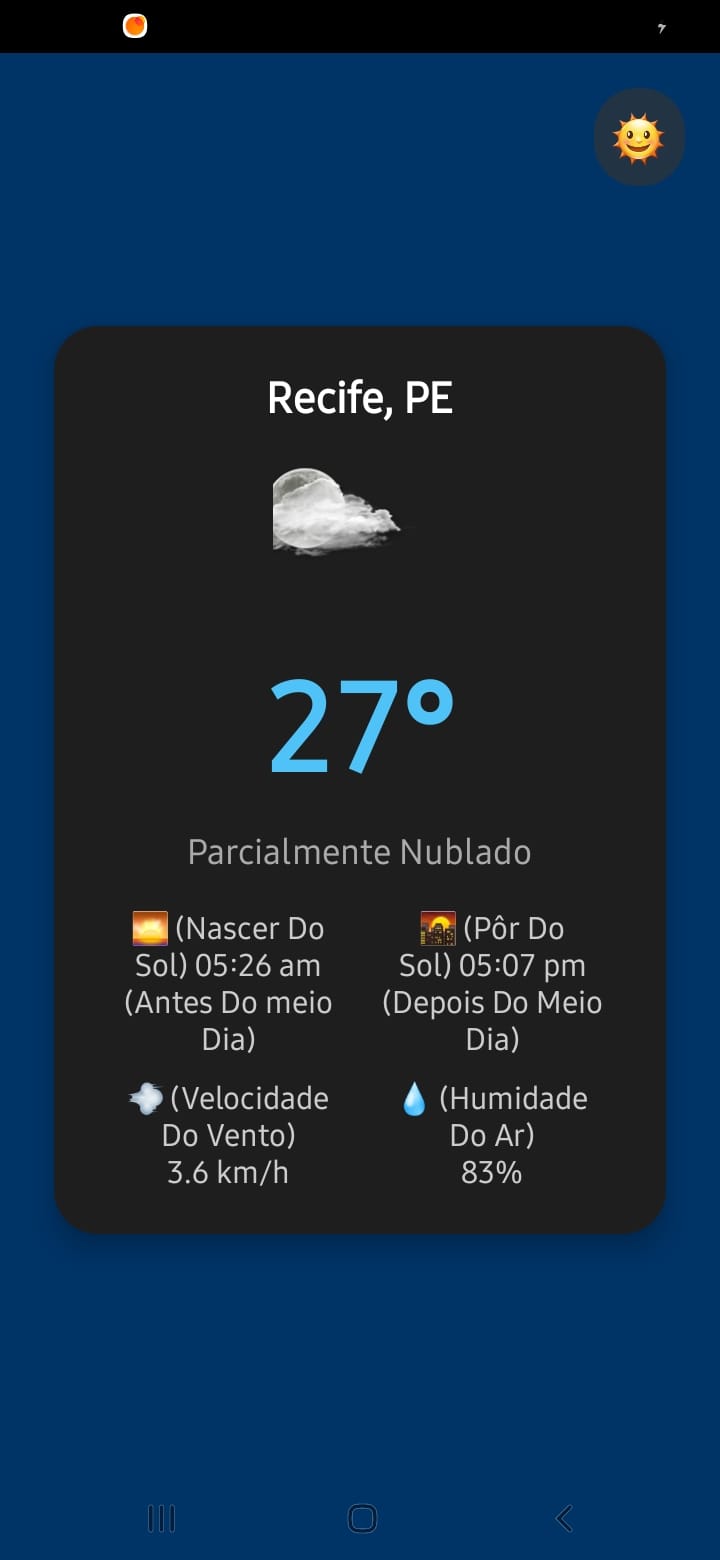 Recife, PE
27°
Parcialmente Nublado
(Nascer Do
Sol) 05:26 am
(Antes Do meio
Dia)
(Pôr Do
Sol) 05:07 pm
(Depois Do Meio
Dia)
(Velocidade
Do Vento)
3.6 km/h
(Humidade
Do Ar)
83%